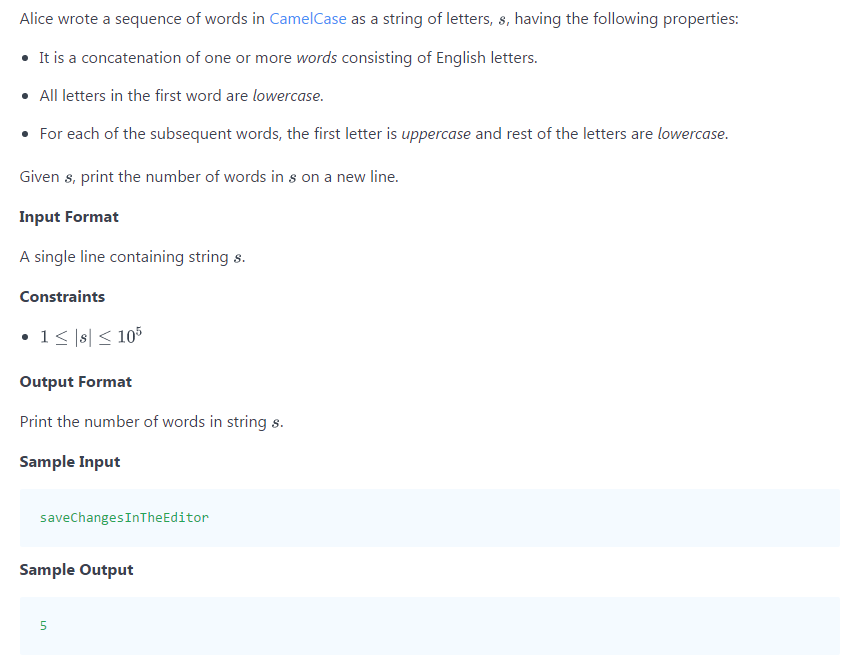 Alice wrote a sequence of words in CamelCase as a string of letters, s, having the following properties:
• It is a concatenation of one or more words consisting of English letters.
• All letters in the first word are lowercase.
• For each of the subsequent words, the first letter is uppercase and rest of the letters are lowercase.
Given s, print the number of words in s on a new line.
Input Format
A single line containing string s.
Constraints
• 1 ≤ |s| ≤ 10⁵
Output Format
Print the number of words in string s.
Sample Input
saveChangesInTheEditor
Sample Output
5